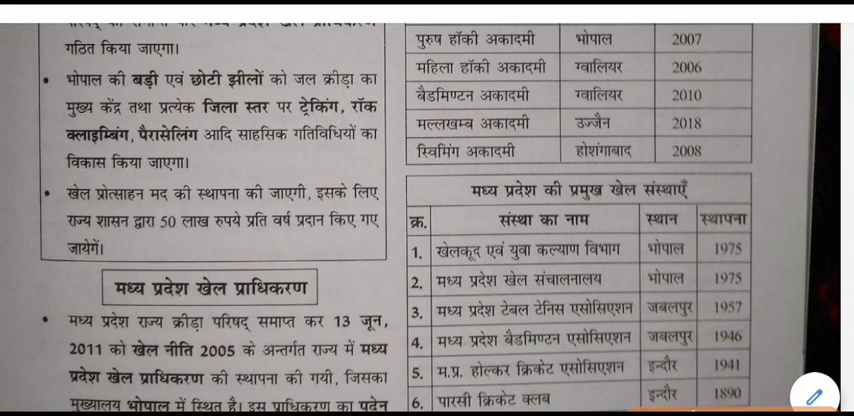 गठित किया जाएगा।
• भोपाल की बड़ी एवं छोटी झीलों को जल क्रीड़ा का
मुख्य केंद्र तथा प्रत्येक जिला स्तर पर ट्रेकिंग, रॉक
क्लाइम्बिंग, पैरासेलिंग आदि साहसिक गतिविधियों का
विकास किया जाएगा।
• खेल प्रोत्साहन मद की स्थापना की जाएगी, इसके लिए
राज्य शासन द्वारा 50 लाख रुपये प्रति वर्ष प्रदान किए गए
जायेगें।
मध्य प्रदेश खेल प्राधिकरण
• मध्य प्रदेश राज्य क्रीड़ा परिषद् समाप्त कर 13 जून,
2011 को खेल नीति 2005 के अन्तर्गत राज्य में मध्य
प्रदेश खेल प्राधिकरण की स्थापना की गयी, जिसका
मुख्यालय भोपाल में स्थित है। इस प्राधिकरण का पदेन
पुरुष हॉकी अकादमी भोपाल 2007
महिला हॉकी अकादमी ग्वालियर 2006
बैडमिण्टन अकादमी ग्वालियर 2010
मल्लखम्ब अकादमी उज्जैन 2018
स्विमिंग अकादमी होशंगाबाद 2008
मध्य प्रदेश की प्रमुख खेल संस्थाएँ
क्र. संस्था का नाम स्थान स्थापना
1. खेलकूद एवं युवा कल्याण विभाग भोपाल 1975
2. मध्य प्रदेश खेल संचालनालय भोपाल 1975
3. मध्य प्रदेश टेबल टेनिस एसोसिएशन जबलपुर 1957
4. मध्य प्रदेश बैडमिण्टन एसोसिएशन जबलपुर 1946
5. म.प्र. होल्कर क्रिकेट एसोसिएशन इन्दौर 1941
6. पारसी क्रिकेट क्लब इन्दौर 1890